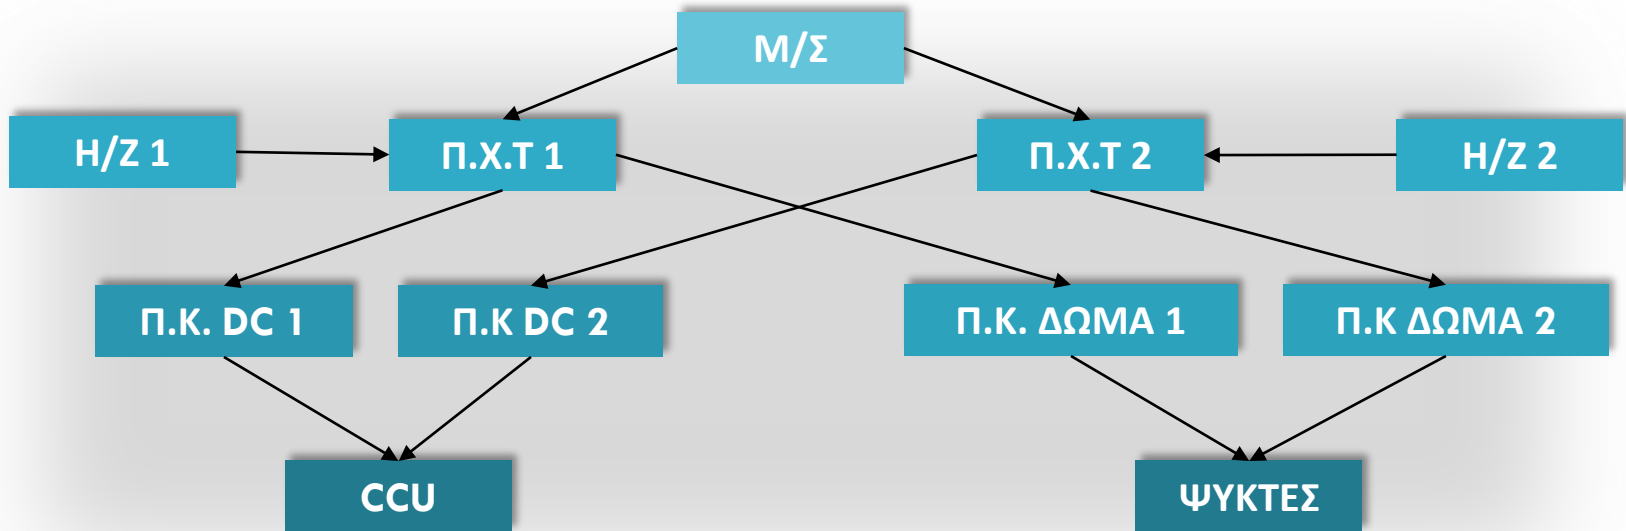 Μ/Σ
Η/Ζ 1
Π.Χ.Τ 1
Π.Χ.Τ 2
Η/Ζ 2
Π.Κ. DC 1
Π.Κ DC 2
Π.Κ. ΔΩΜΑ 1
Π.Κ ΔΩΜΑ 2
CCU
ΨΥΚΤΕΣ